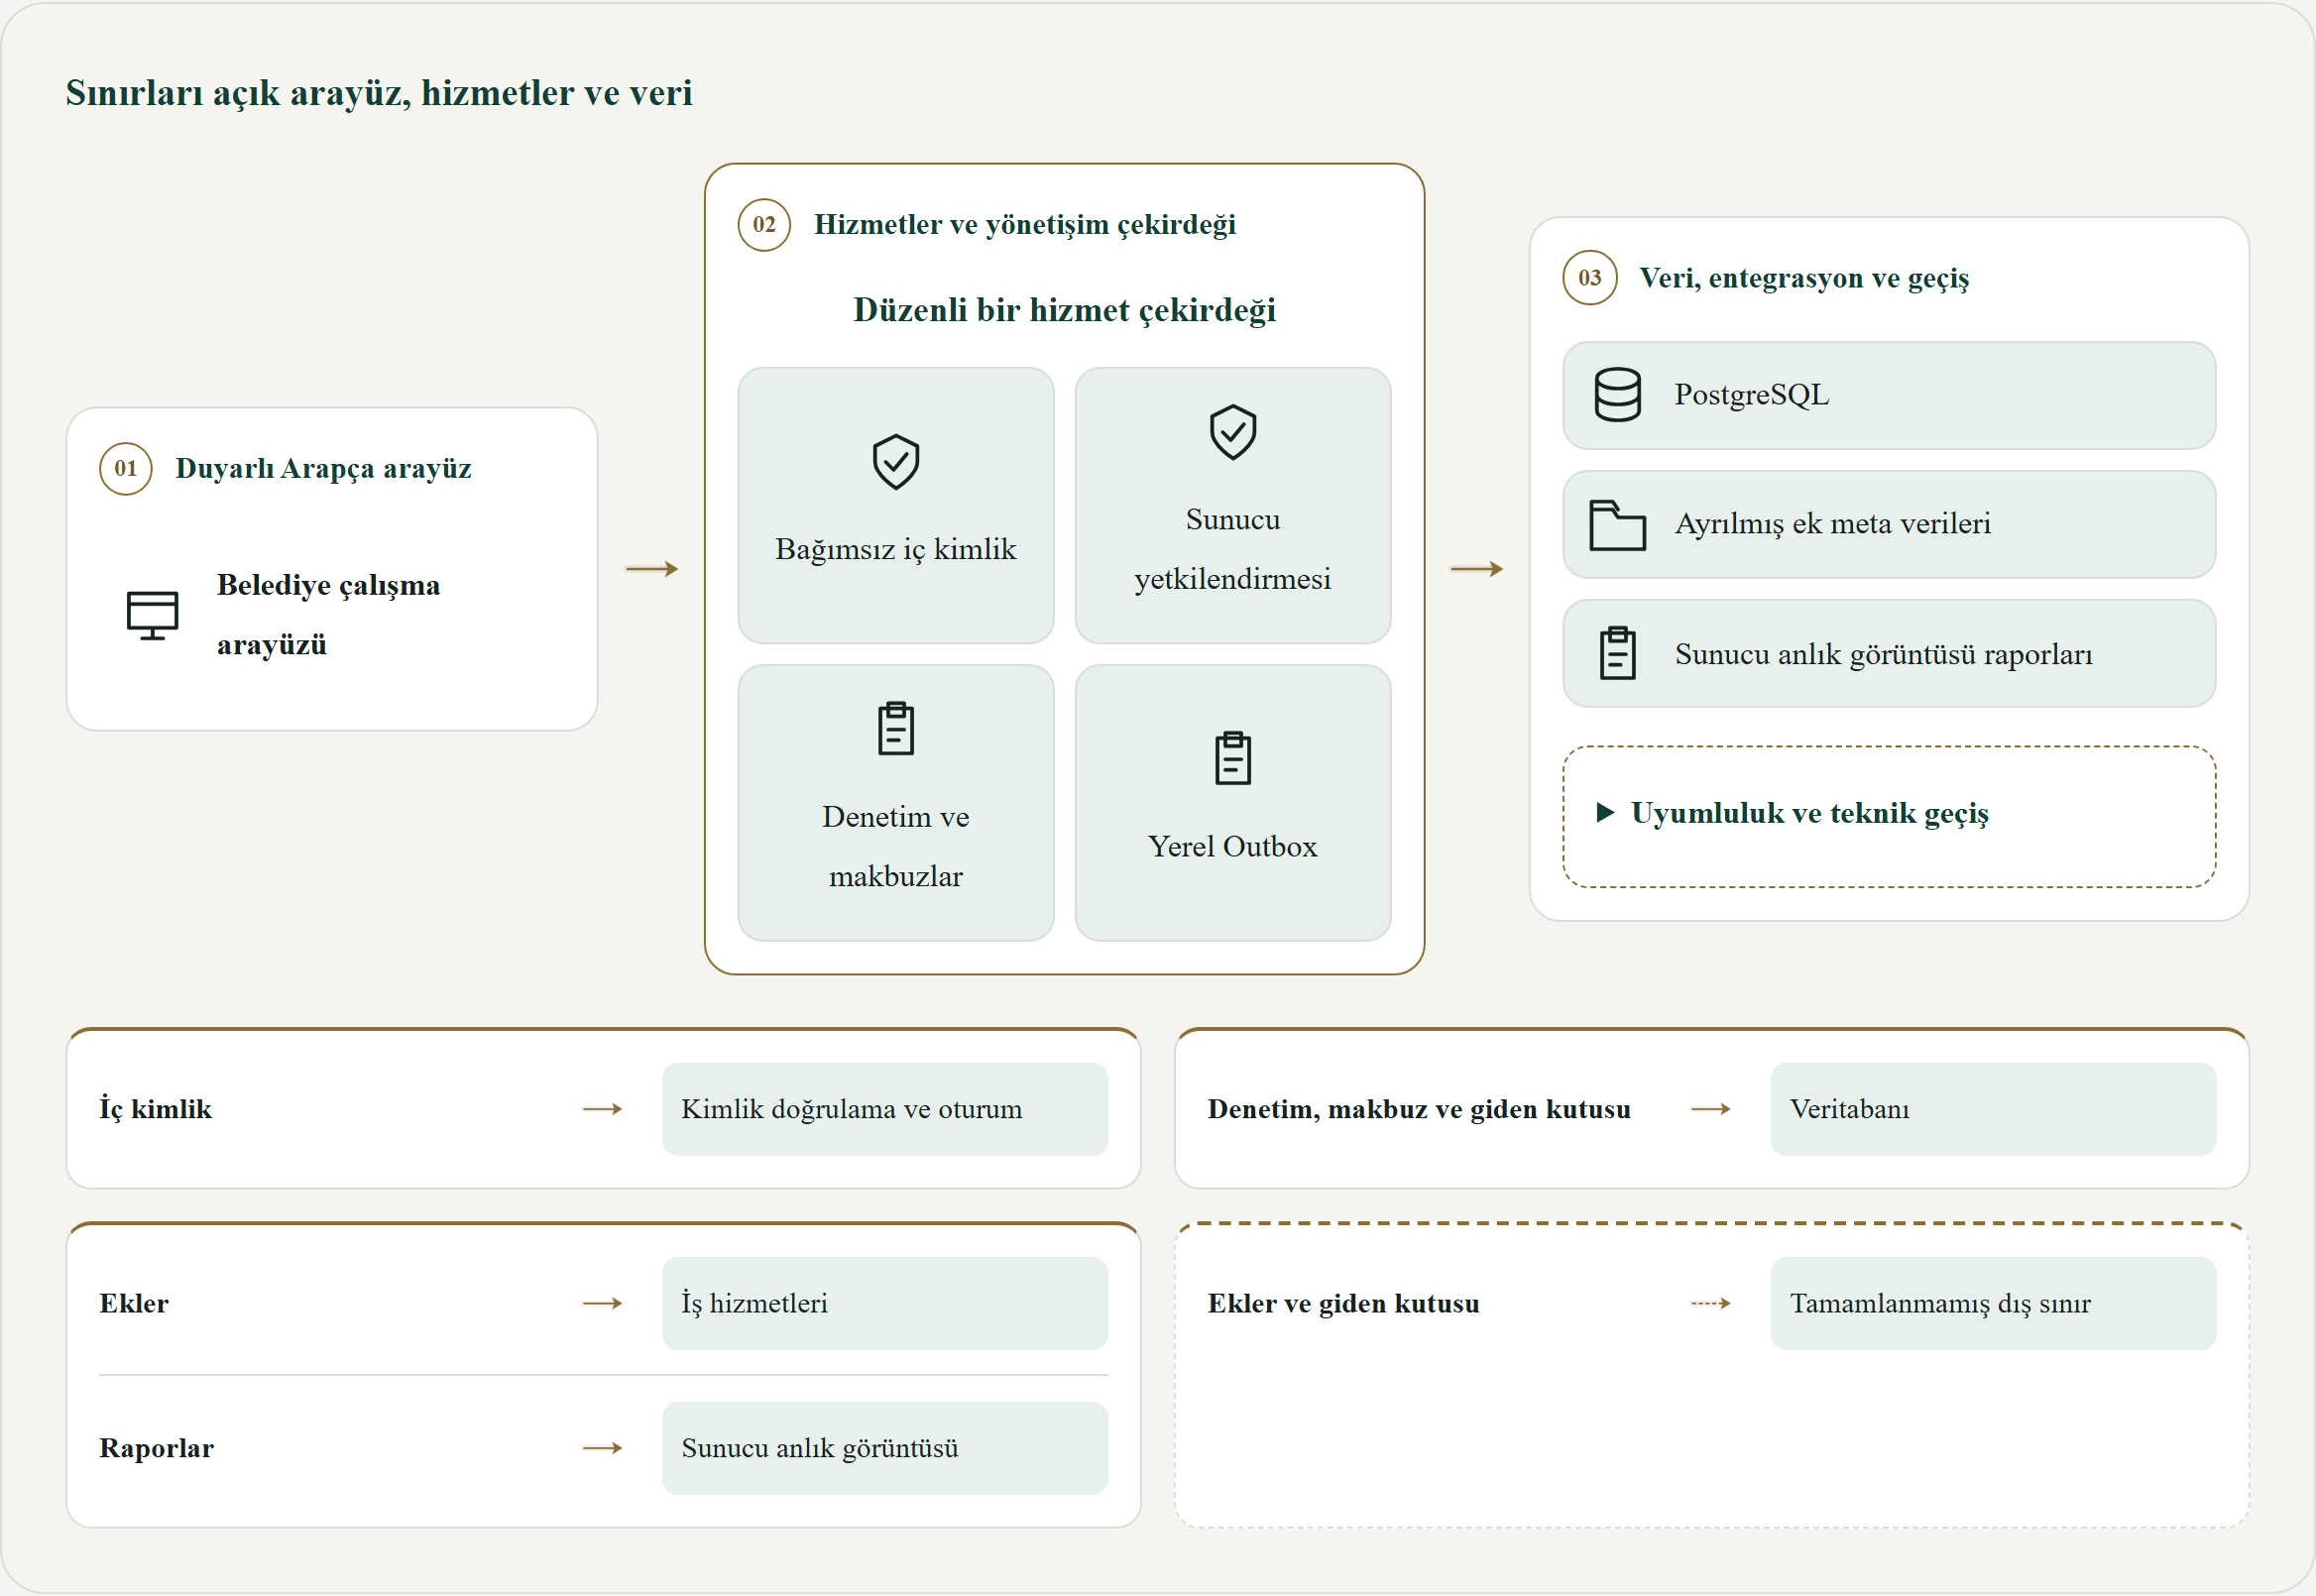 Sınırları açık arayüz, hizmetler ve veri
01
Duyarlı Arapça arayüz
Belediye çalışma
arayüzü
02
Hizmetler ve yönetişim çekirdeği
Düzenli bir hizmet çekirdeği
Bağımsız iç kimlik
Sunucu
yetkilendirmesi
Denetim ve
makbuzlar
Yerel Outbox
03
Veri, entegrasyon ve geçiş
PostgreSQL
Ayrılmış ek meta verileri
Sunucu anlık görüntüsü raporları
Uyumluluk ve teknik geçiş
İç kimlik
Kimlik doğrulama ve oturum
Denetim, makbuz ve giden kutusu
Veritabanı
Ekler
İş hizmetleri
Raporlar
Sunucu anlık görüntüsü
Ekler ve giden kutusu
Tamamlanmamış dış sınır